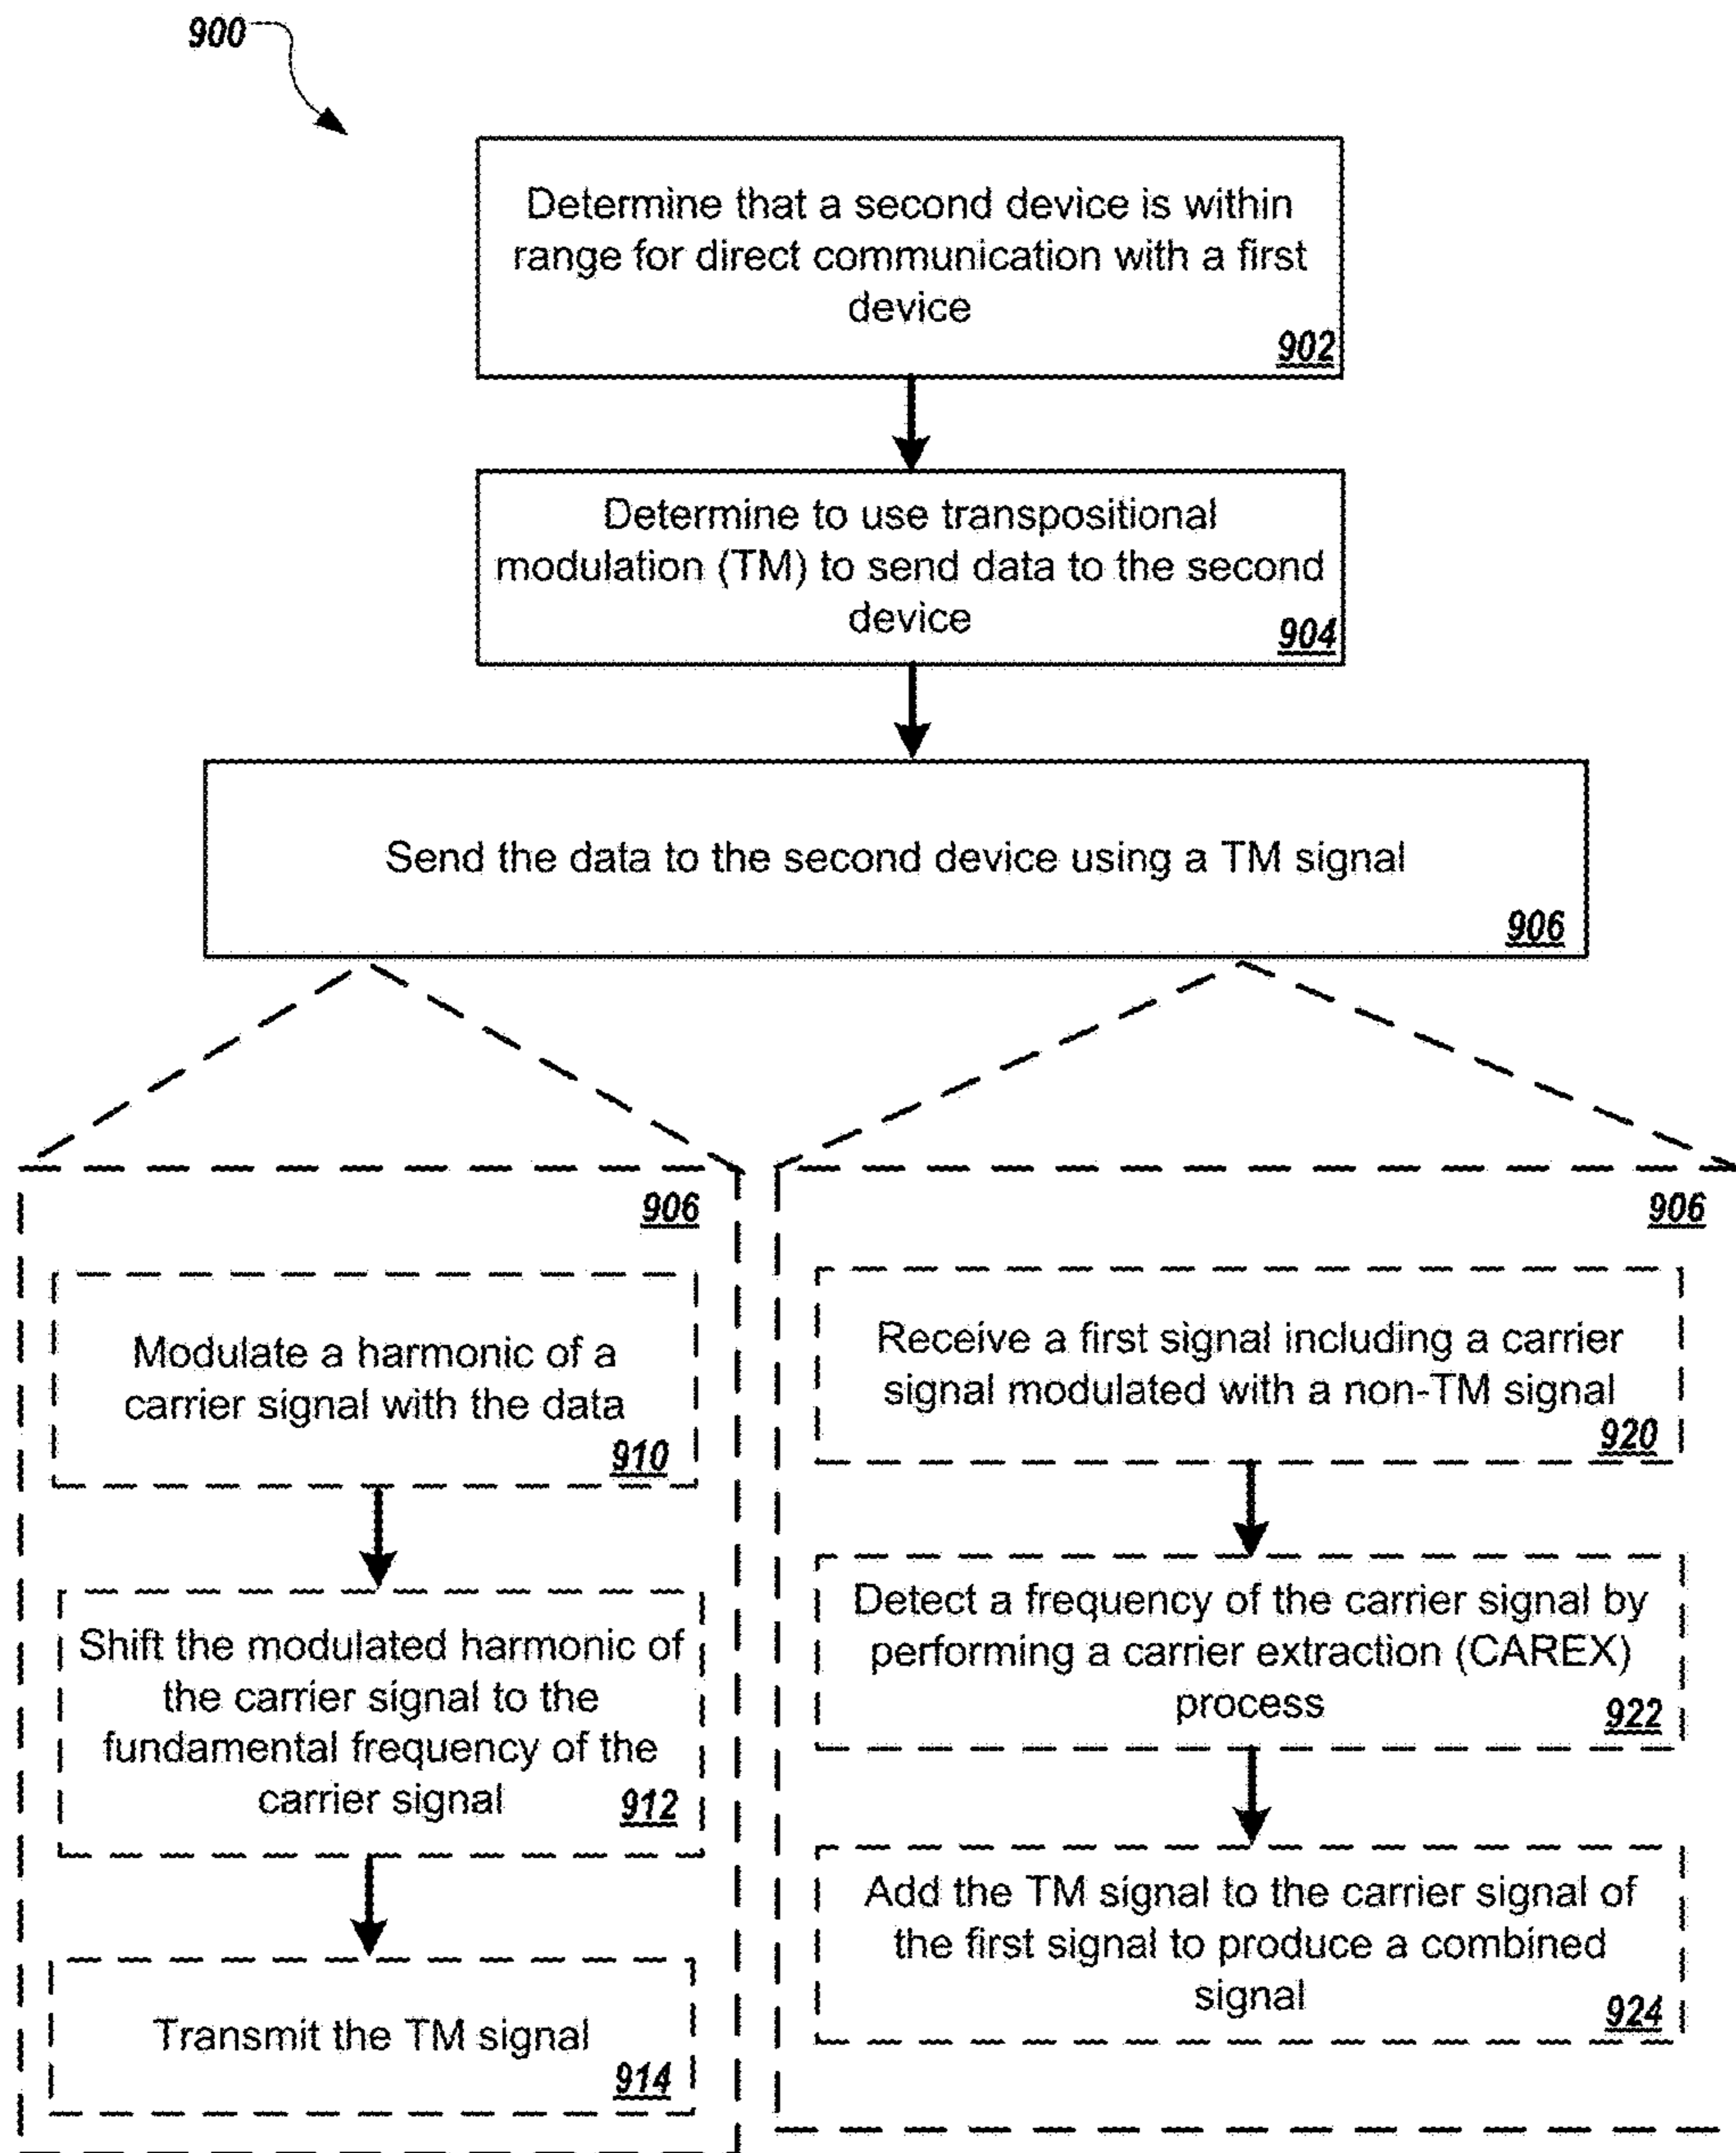 900
Determine that a second device is within
range for direct communication with a first
device
902
Determine to use transpositional
modulation (TM) to send data to the second
device
904
Send the data to the second device using a TM signal
906
906
Modulate a harmonic of a
carrier signal with the data
910
Shift the modulated harmonic of
the carrier signal to the
fundamental frequency of the
carrier signal
912
Transmit the TM signal
914
906
Receive a first signal including a carrier
signal modulated with a non-TM signal
920
Detect a frequency of the carrier signal by
performing a carrier extraction (CAREX)
process
922
Add the TM signal to the carrier signal of
the first signal to produce a combined
signal
924